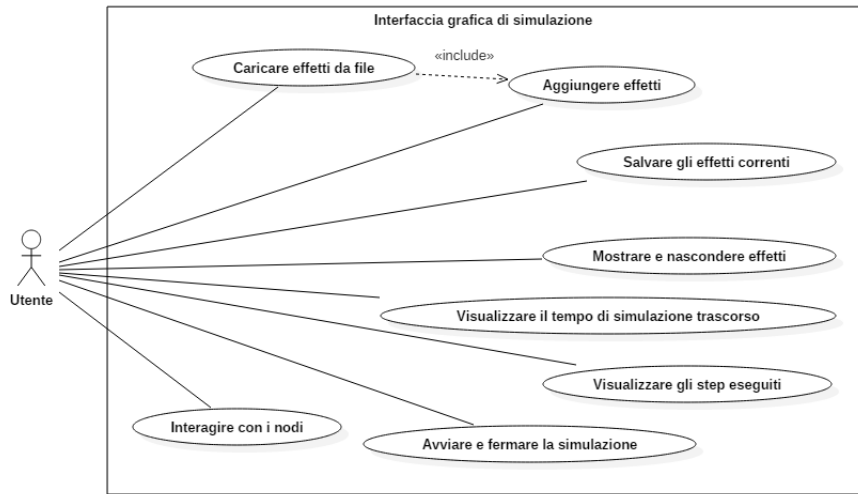 Interfaccia grafica di simulazione
«include»
Caricare effetti da file
Aggiungere effetti
Salvare gli effetti correnti
Mostrare e nascondere effetti
Utente
Visualizzare il tempo di simulazione trascorso
Visualizzare gli step eseguiti
Interagire con i nodi
Avviare e fermare la simulazione